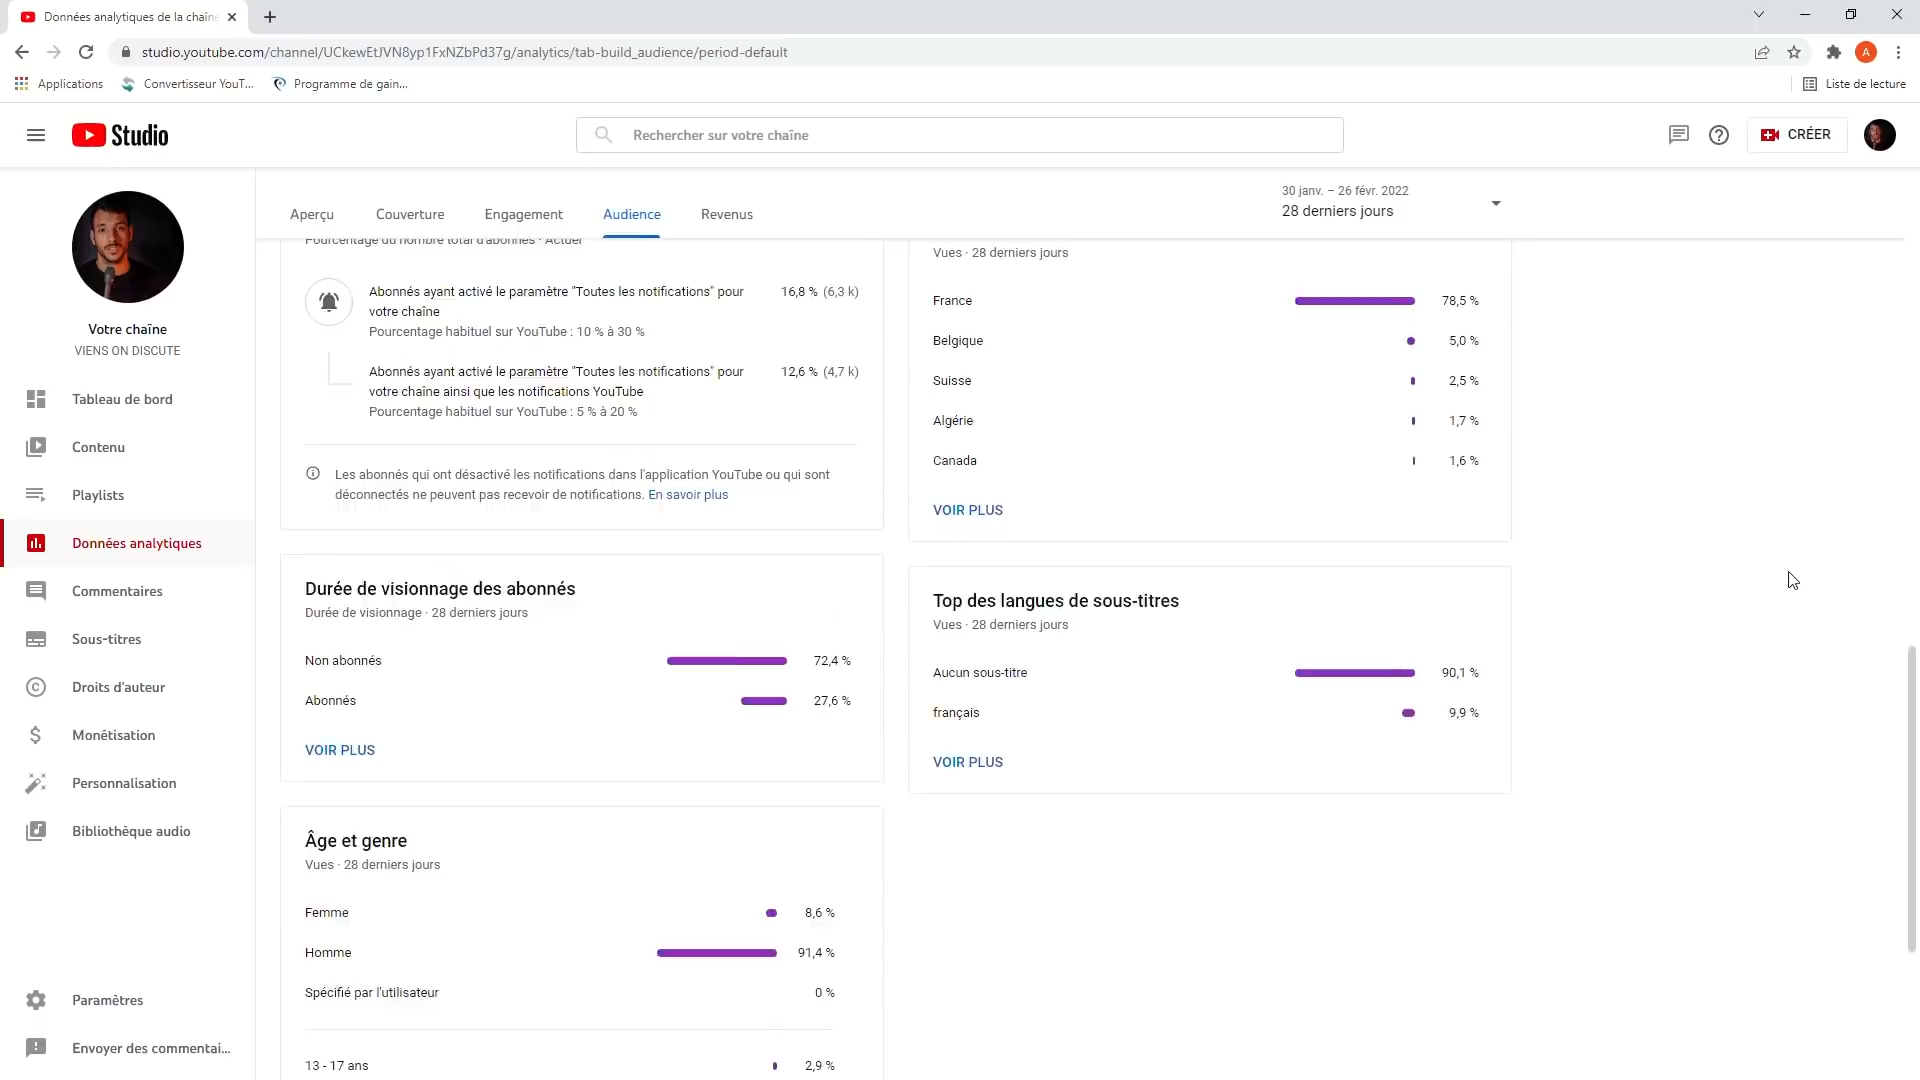 Données analytiques de la chaîne
studio.youtube.com/channel/UCkewEtJVN8yp1FxNZbPd37g/analytics/tab-build_audience/period-default
A
Applications
Convertisseur YouT...
Programme de gain...
Liste de lecture
Studio
Rechercher sur votre chaîne
CRÉER
Votre chaîne
VIENS ON DISCUTE
Tableau de bord
Contenu
Playlists
Données analytiques
Commentaires
Sous-titres
Droits d'auteur
Monétisation
Personnalisation
Bibliothèque audio
Paramètres
Envoyer des commentai...
Aperçu
Couverture
Engagement
Audience
Revenus
30 janv. – 26 févr. 2022
28 derniers jours
Pourcentage du nombre total d'abonnés · Actuel
Abonnés ayant activé le paramètre "Toutes les notifications" pour 16,8 % (6,3 k)
votre chaîne
Pourcentage habituel sur YouTube : 10 % à 30 %
Abonnés ayant activé le paramètre "Toutes les notifications" pour 12,6 % (4,7 k)
votre chaîne ainsi que les notifications YouTube
Pourcentage habituel sur YouTube : 5 % à 20 %
Les abonnés qui ont désactivé les notifications dans l'application YouTube ou qui sont
déconnectés ne peuvent pas recevoir de notifications. En savoir plus
Durée de visionnage des abonnés
Durée de visionnage · 28 derniers jours
Non abonnés 72,4 %
Abonnés 27,6 %
VOIR PLUS
Âge et genre
Vues · 28 derniers jours
Femme 8,6 %
Homme 91,4 %
Spécifié par l'utilisateur 0 %
13 - 17 ans 2,9 %
Vues · 28 derniers jours
France 78,5 %
Belgique 5,0 %
Suisse 2,5 %
Algérie 1,7 %
Canada 1,6 %
VOIR PLUS
Top des langues de sous-titres
Vues · 28 derniers jours
Aucun sous-titre 90,1 %
français 9,9 %
VOIR PLUS